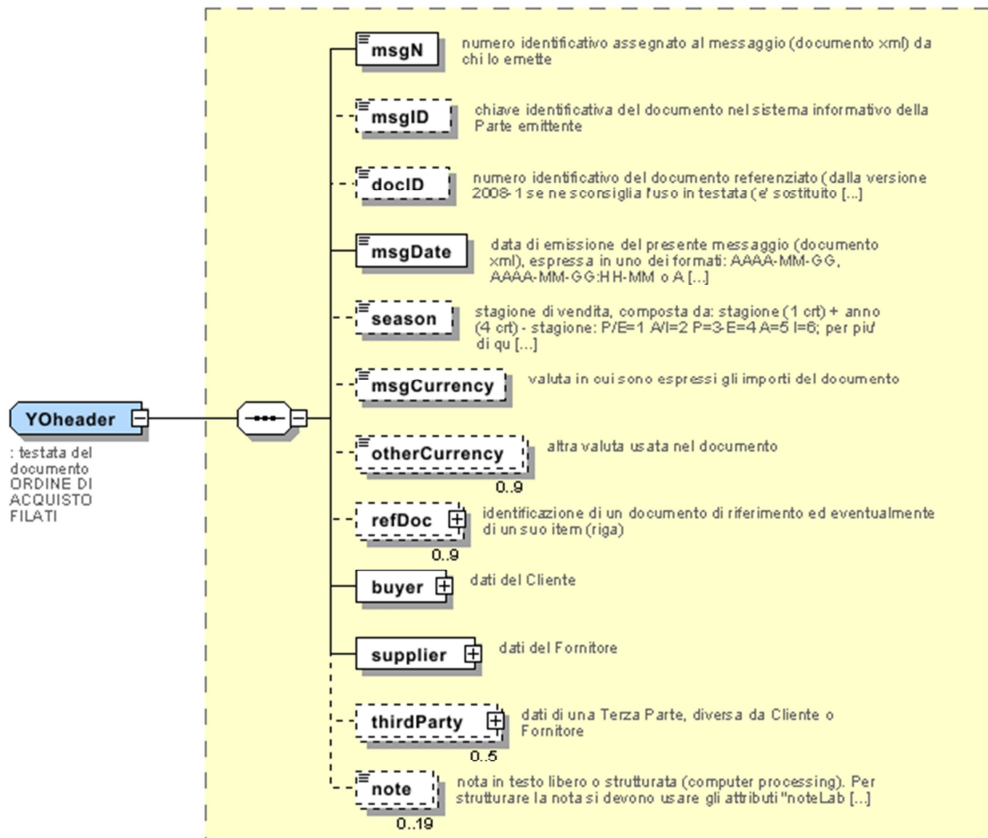 msgN
numero identificativo assegnato al messaggio (documento xml) da
chi lo emette
msgID
chiave identificativa del documento nel sistema informativo della
Parte emittente
docID
numero identificativo del documento referenziato (dalla versione
2008-1 se ne sconsiglia l'uso in testata (e' sostituito [...]
msgDate
data di emissione del presente messaggio (documento
xml), espressa in uno dei formati: AAAA-MM-GG,
AAAA-MM-GG:HH-MM o A [...]
season
stagione di vendita, composta da: stagione (1 crt) + anno
(4 crt) - stagione: P/E=1 A/I=2 P=3-E=4 A=5 I=6; per piu'
di qu [...]
msgCurrency
valuta in cui sono espressi gli importi del documento
YOheader
: testata del
documento
ORDINE DI
ACQUISTO
FILATI
otherCurrency
altra valuta usata nel documento
0..9
refDoc
identificazione di un documento di riferimento ed eventualmente
di un suo item (riga)
0..9
buyer
dati del Cliente
supplier
dati del Fornitore
thirdParty
dati di una Terza Parte, diversa da Cliente o
Fornitore
0..5
note
nota in testo libero o strutturata (computer processing). Per
strutturare la nota si devono usare gli attributi "noteLab [...]
0..19